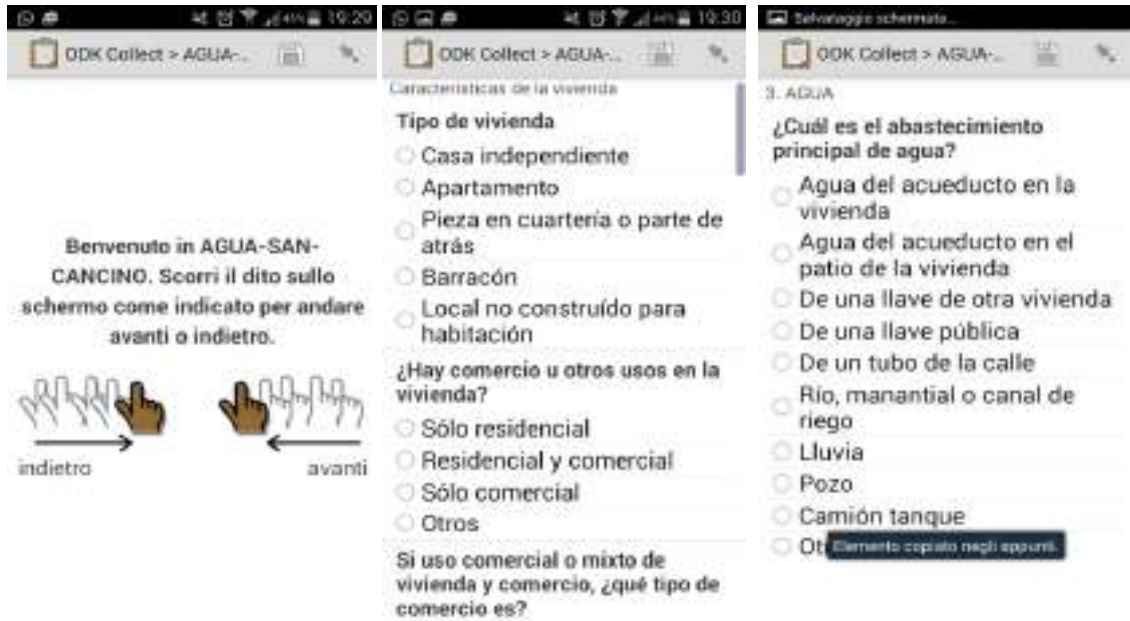 19:29
ODK Collect > AGUA-...
Benvenuto in AGUA-SAN-
CANCINO. Scorri il dito sullo
schermo come indicato per andare
avanti o indietro.
indietro
avanti
19:30
ODK Collect > AGUA-...
Características de la vivienda
Tipo de vivienda
Casa independiente
Apartamento
Pieza en cuartería o parte de
atrás
Barracón
Local no construído para
habitación
¿Hay comercio u otros usos en la
vivienda?
Sólo residencial
Residencial y comercial
Sólo comercial
Otros
Si uso comercial o mixto de
vivienda y comercio, ¿qué tipo de
comercio es?
Salvataggio schermata...
ODK Collect > AGUA-...
3. AGUA
¿Cuál es el abastecimiento
principal de agua?
Agua del acueducto en la
vivienda
Agua del acueducto en el
patio de la vivienda
De una llave de otra vivienda
De una llave pública
De un tubo de la calle
Río, manantial o canal de
riego
Lluvia
Pozo
Camión tanque
Ot
Elemento copiato negli appunti.